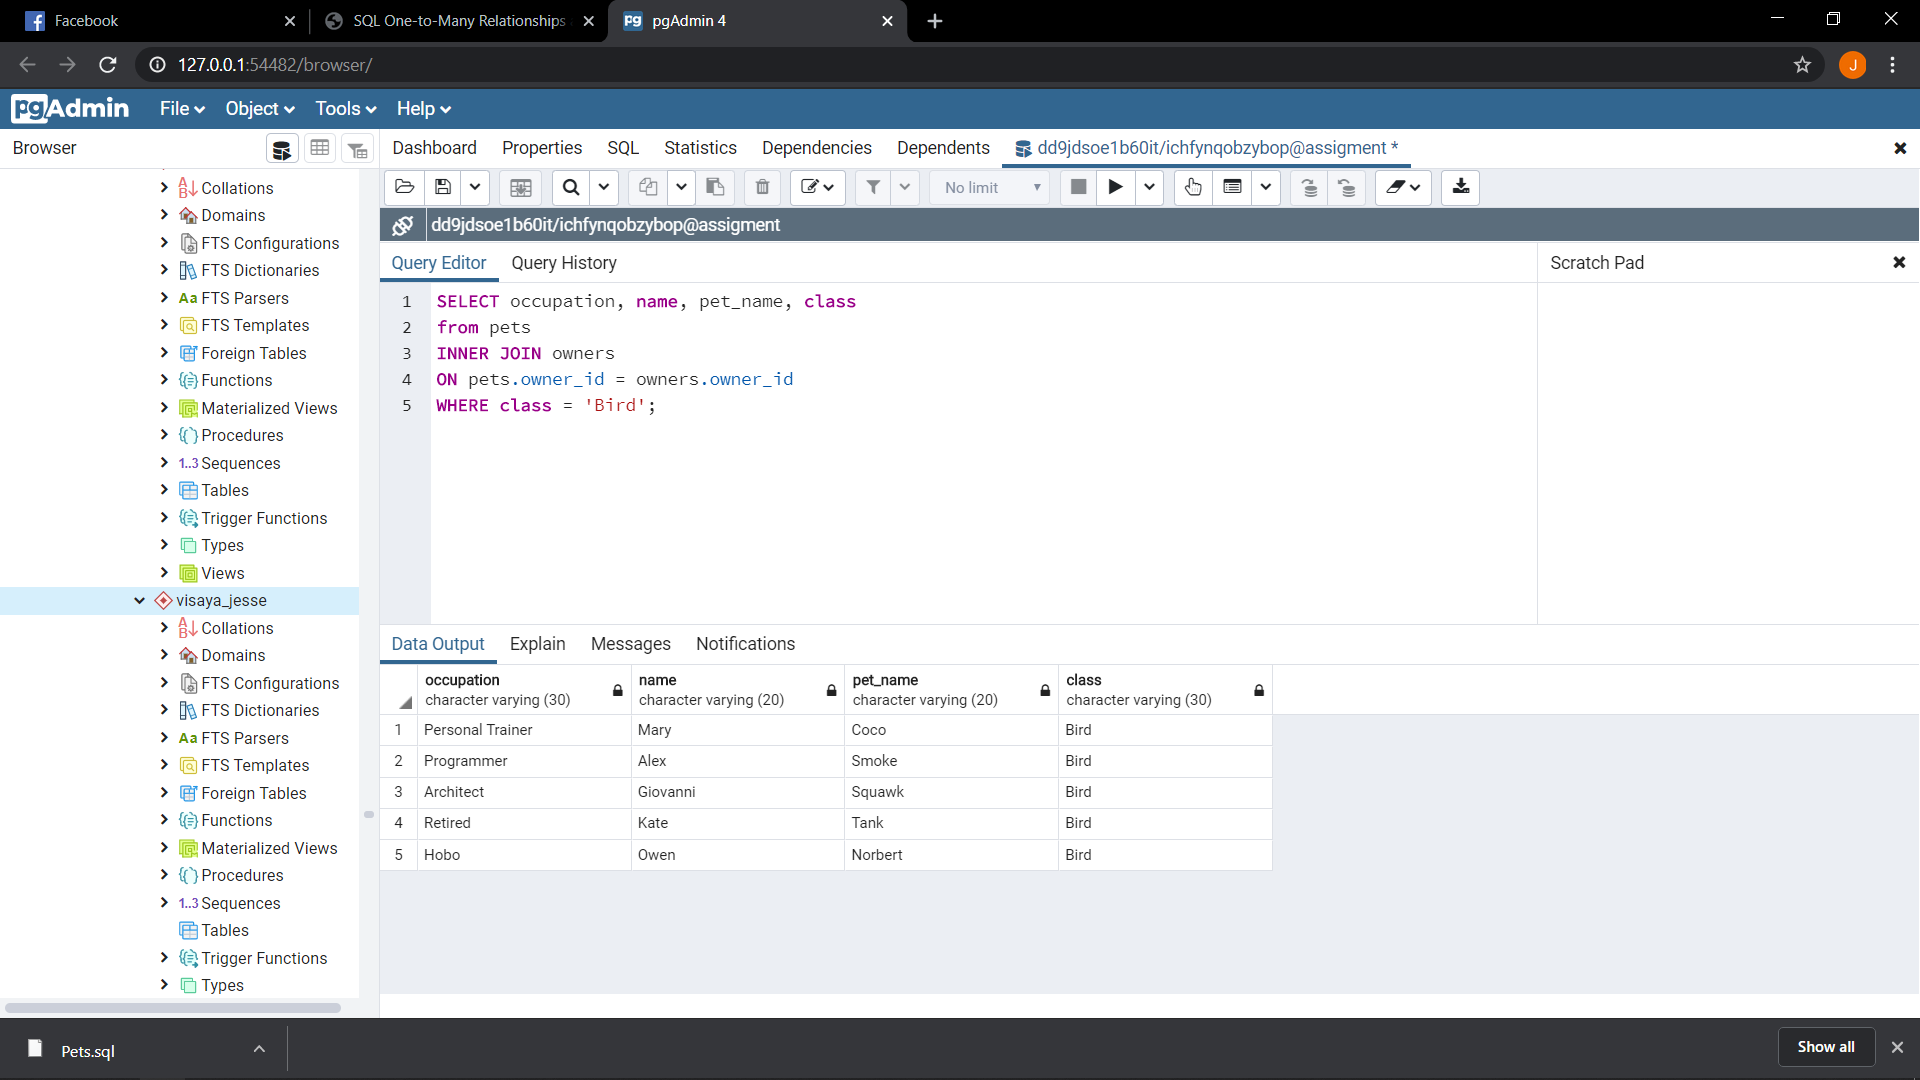 Facebook
SQL One-to-Many Relationships
pgAdmin 4
127.0.0.1:54482/browser/
J
pgAdmin
File
Object
Tools
Help
Browser
Dashboard
Properties
SQL
Statistics
Dependencies
Dependents
dd9jdsoe1b60it/ichfynqobzybop@assigment *
No limit
dd9jdsoe1b60it/ichfynqobzybop@assigment
Query Editor
Query History
Scratch Pad
1 SELECT occupation, name, pet_name, class
2 from pets
3 INNER JOIN owners
4 ON pets.owner_id = owners.owner_id
5 WHERE class = 'Bird';
Collations
Domains
FTS Configurations
FTS Dictionaries
Aa FTS Parsers
FTS Templates
Foreign Tables
Functions
Materialized Views
Procedures
1..3 Sequences
Tables
Trigger Functions
Types
Views
visaya_jesse
Collations
Domains
FTS Configurations
FTS Dictionaries
Aa FTS Parsers
FTS Templates
Foreign Tables
Functions
Materialized Views
Procedures
1..3 Sequences
Tables
Trigger Functions
Types
Data Output
Explain
Messages
Notifications
occupation name pet_name class
character varying (30) character varying (20) character varying (20) character varying (30)
1 Personal Trainer Mary Coco Bird
2 Programmer Alex Smoke Bird
3 Architect Giovanni Squawk Bird
4 Retired Kate Tank Bird
5 Hobo Owen Norbert Bird
Pets.sql
Show all